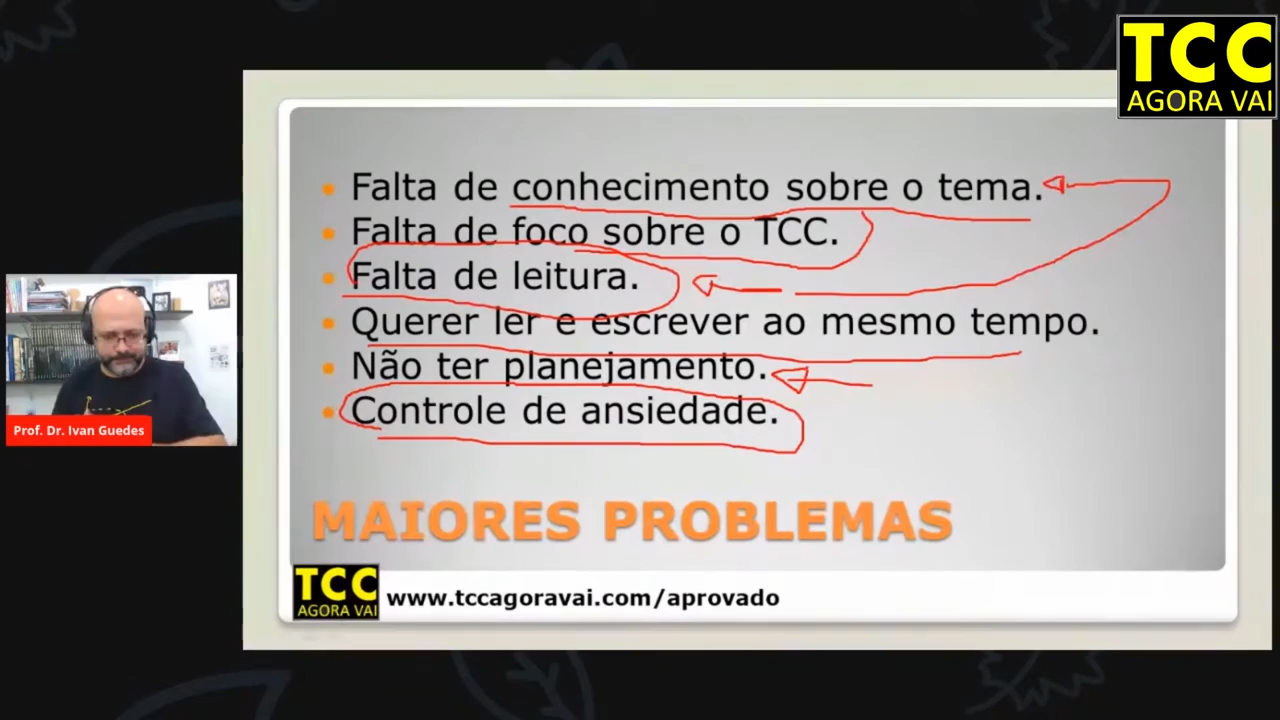 TCC
AGORA VAI
Falta de conhecimento sobre o tema.
Falta de foco sobre o TCC.
Falta de leitura.
Querer ler e escrever ao mesmo tempo.
Não ter planejamento.
Controle de ansiedade.
Prof. Dr. Ivan Guedes
MAIORES PROBLEMAS
TCC
AGORA VAI
www.tccagoravai.com/aprovado